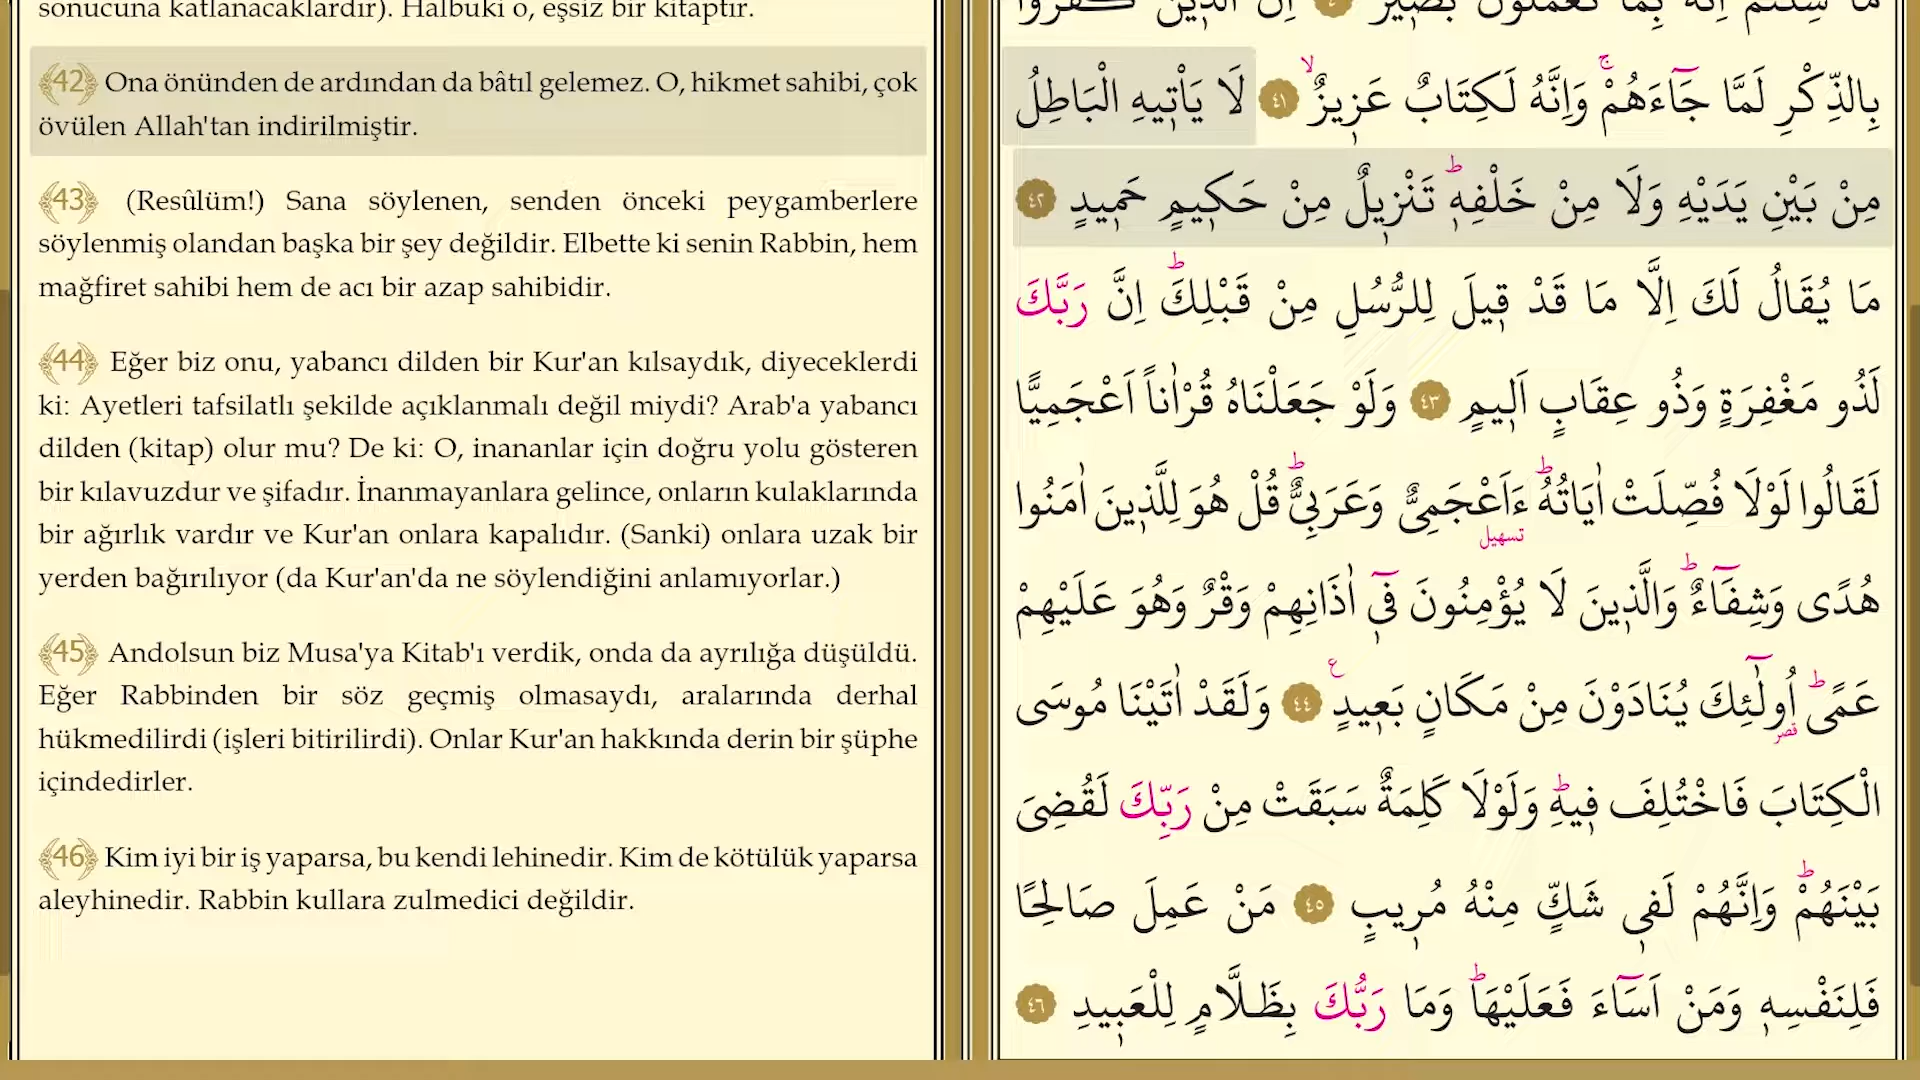 sonucuna katlanacaklardır). Halbuki o, eşsiz bir kitaptır.
42 Ona önünden de ardından da bâtıl gelemez. O, hikmet sahibi, çok
övülen Allah'tan indirilmiştir.
43 (Resûlüm!) Sana söylenen, senden önceki peygamberlere
söylenmiş olandan başka bir şey değildir. Elbette ki senin Rabbin, hem
mağfiret sahibi hem de acı bir azap sahibidir.
44 Eğer biz onu, yabancı dilden bir Kur'an kılsaydık, diyeceklerdi
ki: Ayetleri tafsilatlı şekilde açıklanmalı değil miydi? Arab'a yabancı
dilden (kitap) olur mu? De ki: O, inananlar için doğru yolu gösteren
bir kılavuzdur ve şifadır. İnanmayanlara gelince, onların kulaklarında
bir ağırlık vardır ve Kur'an onlara kapalıdır. (Sanki) onlara uzak bir
yerden bağırılıyor (da Kur'an'da ne söylendiğini anlamıyorlar.)
45 Andolsun biz Musa'ya Kitab'ı verdik, onda da ayrılığa düşüldü.
Eğer Rabbinden bir söz geçmiş olmasaydı, aralarında derhal
hükmedilirdi (işleri bitirilirdi). Onlar Kur'an hakkında derin bir şüphe
içindedirler.
46 Kim iyi bir iş yaparsa, bu kendi lehinedir. Kim de kötülük yaparsa
aleyhinedir. Rabbin kullara zulmedici değildir.
مَا شِئْتُمْ اِنَّهُ بِمَا تَعْمَلُونَ بَصٖيرٌ ٤٠ اِنَّ الَّذٖينَ كَفَرُوا
بِالذِّكْرِ لَمَّا جَٓاءَهُمْۚ وَاِنَّهُ لَكِتَابٌ عَزٖيزٌۙ ٤١ لَا يَأْتٖيهِ الْبَاطِلُ
مِنْ بَيْنِ يَدَيْهِ وَلَا مِنْ خَلْفِهٖۜ تَنْزٖيلٌ مِنْ حَكٖيمٍ حَمٖيدٍ ٤٢
مَا يُقَالُ لَكَ اِلَّا مَا قَدْ قٖيلَ لِلرُّسُلِ مِنْ قَبْلِكَۜ اِنَّ رَبَّكَ
لَذُو مَغْفِرَةٍ وَذُو عِقَابٍ اَلٖيمٍ ٤٣ وَلَوْ جَعَلْنَاهُ قُرْاٰناً اَعْجَمِيًّا
لَقَالُوا لَوْلَا فُصِّلَتْ اٰيَاتُهُۜ ءَاَعْجَمِيٌّ وَعَرَبِيٌّۜ قُلْ هُوَ لِلَّذٖينَ اٰمَنُوا
تسهيل
هُدًى وَشِفَٓاءٌۜ وَالَّذٖينَ لَا يُؤْمِنُونَ فٖٓي اٰذَانِهِمْ وَقْرٌ وَهُوَ عَلَيْهِمْ
عَمًىۜ اُولٰٓئِكَ يُنَادَوْنَ مِنْ مَكَانٍ بَعٖيدٍ ع ٤٤ وَلَقَدْ اٰتَيْنَا مُوسَى
قصر
الْكِتَابَ فَاخْتُلِفَ فٖيهِۜ وَلَوْلَا كَلِمَةٌ سَبَقَتْ مِنْ رَبِّكَ لَقُضِيَ
بَيْنَهُمْۜ وَاِنَّهُمْ لَفٖي شَكٍّ مِنْهُ مُرٖيبٍ ٤٥ مَنْ عَمِلَ صَالِحًا
فَلِنَفْسِهٖ وَمَنْ اَسَٓاءَ فَعَلَيْهَاۜ وَمَا رَبُّكَ بِظَلَّامٍ لِلْعَبٖيدِ ٤٦